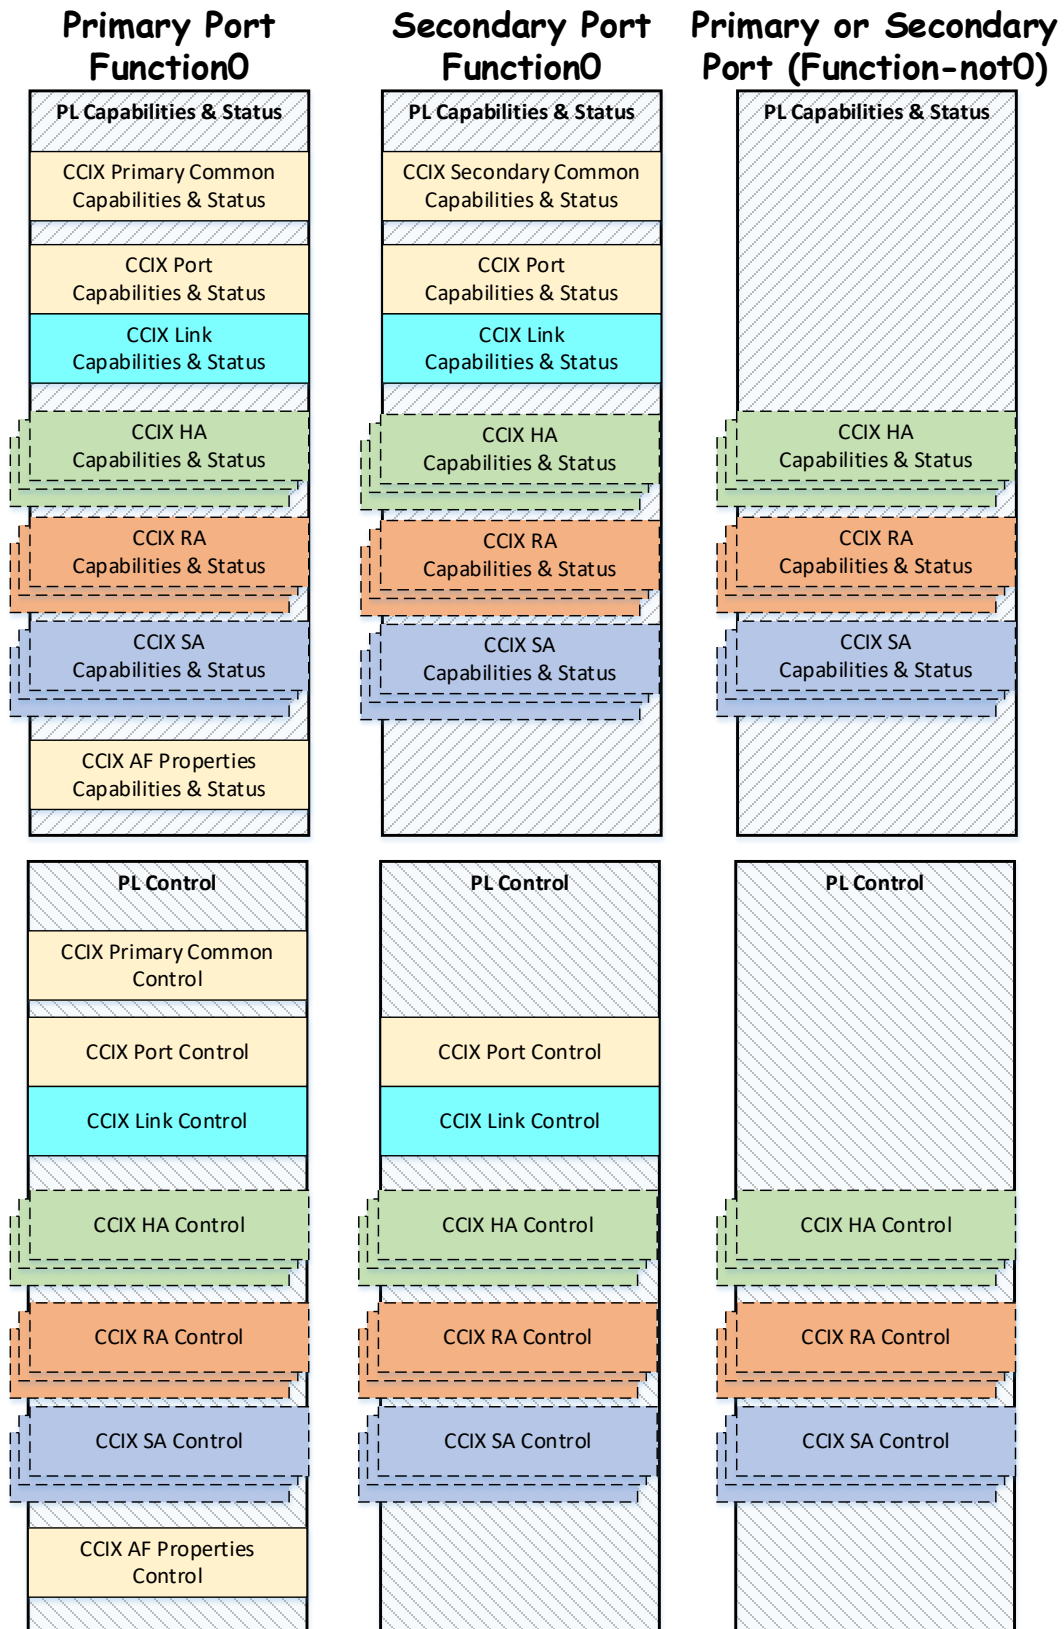 Primary Port
Function0
PL Capabilities & Status
CCIX Primary Common
Capabilities & Status
CCIX Port
Capabilities & Status
CCIX Link
Capabilities & Status
CCIX HA
Capabilities & Status
CCIX RA
Capabilities & Status
CCIX SA
Capabilities & Status
CCIX AF Properties
Capabilities & Status
PL Control
CCIX Primary Common
Control
CCIX Port Control
CCIX Link Control
CCIX HA Control
CCIX RA Control
CCIX SA Control
CCIX AF Properties
Control
Secondary Port
Function0
PL Capabilities & Status
CCIX Secondary Common
Capabilities & Status
CCIX Port
Capabilities & Status
CCIX Link
Capabilities & Status
CCIX HA
Capabilities & Status
CCIX RA
Capabilities & Status
CCIX SA
Capabilities & Status
PL Control
CCIX Port Control
CCIX Link Control
CCIX HA Control
CCIX RA Control
CCIX SA Control
Primary or Secondary
Port (Function-not0)
PL Capabilities & Status
CCIX HA
Capabilities & Status
CCIX RA
Capabilities & Status
CCIX SA
Capabilities & Status
PL Control
CCIX HA Control
CCIX RA Control
CCIX SA Control